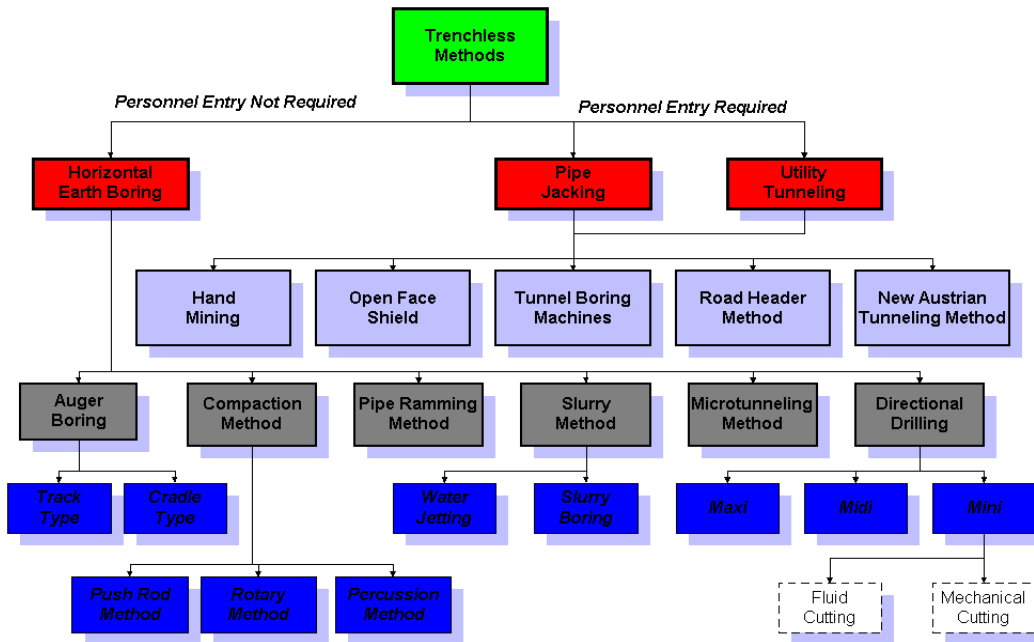 Trenchless
Methods
Personnel Entry Not Required
Personnel Entry Required
Horizontal
Earth Boring
Pipe
Jacking
Utility
Tunneling
Hand
Mining
Open Face
Shield
Tunnel Boring
Machines
Road Header
Method
New Austrian
Tunneling Method
Auger
Boring
Compaction
Method
Pipe Ramming
Method
Slurry
Method
Microtunneling
Method
Directional
Drilling
Track
Type
Cradle
Type
Water
Jetting
Slurry
Boring
Maxi
Midi
Mini
Push Rod
Method
Rotary
Method
Percussion
Method
Fluid
Cutting
Mechanical
Cutting